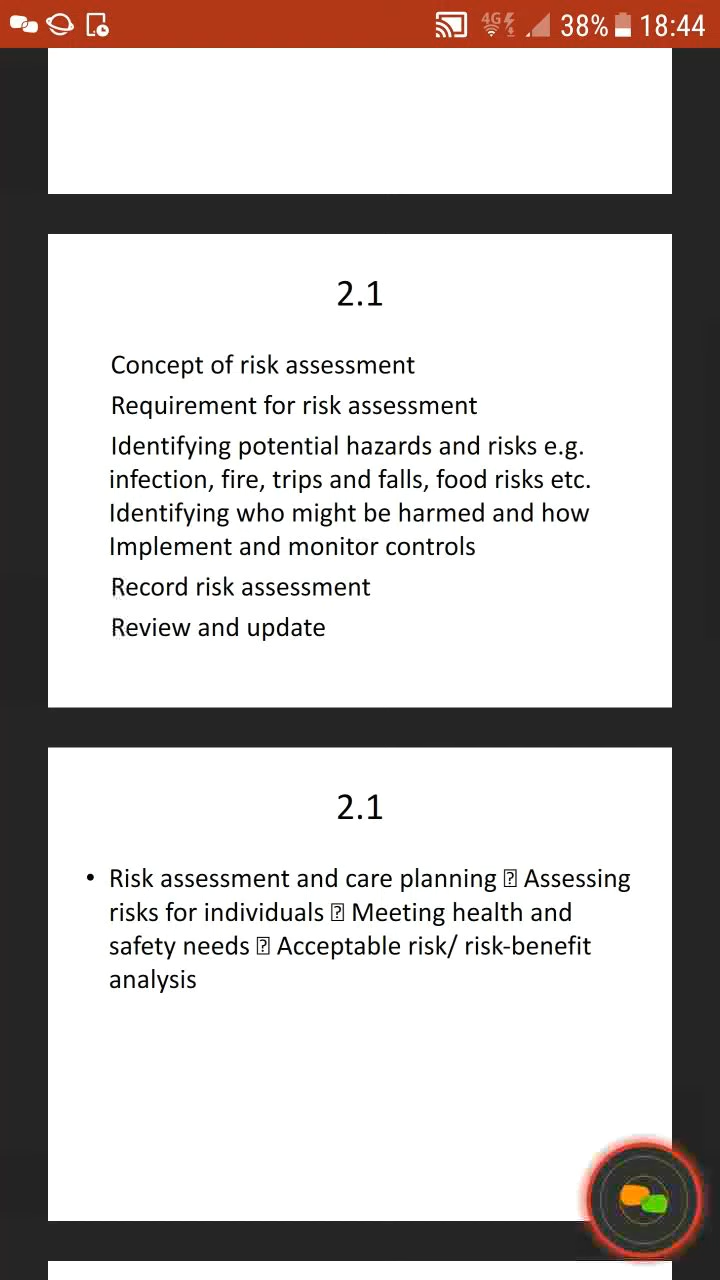 4G 38% 18:44
2.1
Concept of risk assessment
Requirement for risk assessment
Identifying potential hazards and risks e.g.
infection, fire, trips and falls, food risks etc.
Identifying who might be harmed and how
Implement and monitor controls
Record risk assessment
Review and update
2.1
• Risk assessment and care planning ⍰ Assessing
risks for individuals ⍰ Meeting health and
safety needs ⍰ Acceptable risk/ risk-benefit
analysis